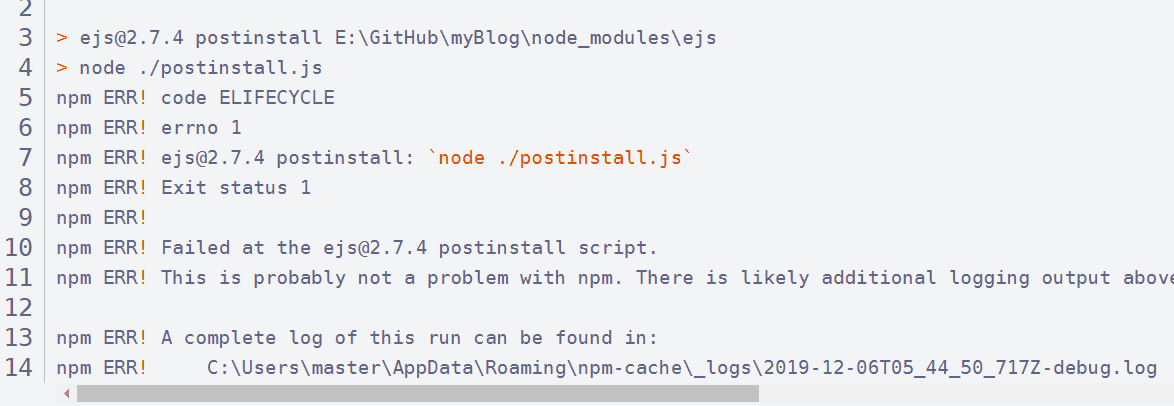 2
3 > ejs@2.7.4 postinstall E:\GitHub\myBlog\node_modules\ejs
4 > node ./postinstall.js
5 npm ERR! code ELIFECYCLE
6 npm ERR! errno 1
7 npm ERR! ejs@2.7.4 postinstall: `node ./postinstall.js`
8 npm ERR! Exit status 1
9 npm ERR!
10 npm ERR! Failed at the ejs@2.7.4 postinstall script.
11 npm ERR! This is probably not a problem with npm. There is likely additional logging output above
12
13 npm ERR! A complete log of this run can be found in:
14 npm ERR!     C:\Users\master\AppData\Roaming\npm-cache\_logs\2019-12-06T05_44_50_717Z-debug.log